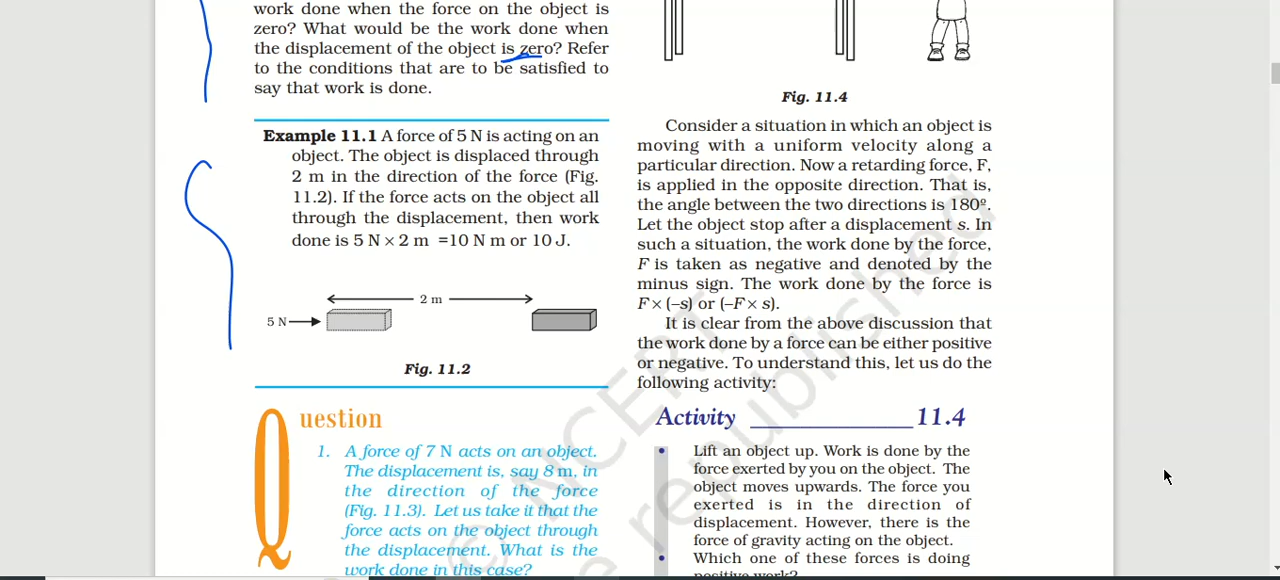 work done when the force on the object is
zero? What would be the work done when
the displacement of the object is zero? Refer
to the conditions that are to be satisfied to
say that work is done.
Example 11.1 A force of 5 N is acting on an
object. The object is displaced through
2 m in the direction of the force (Fig.
11.2). If the force acts on the object all
through the displacement, then work
done is 5 N × 2 m =10 N m or 10 J.
2 m
5 N
Fig. 11.2
Question
1. A force of 7 N acts on an object.
The displacement is, say 8 m, in
the direction of the force
(Fig. 11.3). Let us take it that the
force acts on the object through
the displacement. What is the
work done in this case?
Fig. 11.4
Consider a situation in which an object is
moving with a uniform velocity along a
particular direction. Now a retarding force, F,
is applied in the opposite direction. That is,
the angle between the two directions is 180º.
Let the object stop after a displacement s. In
such a situation, the work done by the force,
F is taken as negative and denoted by the
minus sign. The work done by the force is
F × (–s) or (–F × s).
It is clear from the above discussion that
the work done by a force can be either positive
or negative. To understand this, let us do the
following activity:
Activity 11.4
• Lift an object up. Work is done by the
force exerted by you on the object. The
object moves upwards. The force you
exerted is in the direction of
displacement. However, there is the
force of gravity acting on the object.
• Which one of these forces is doing
positive work?
© NCERT
be republished